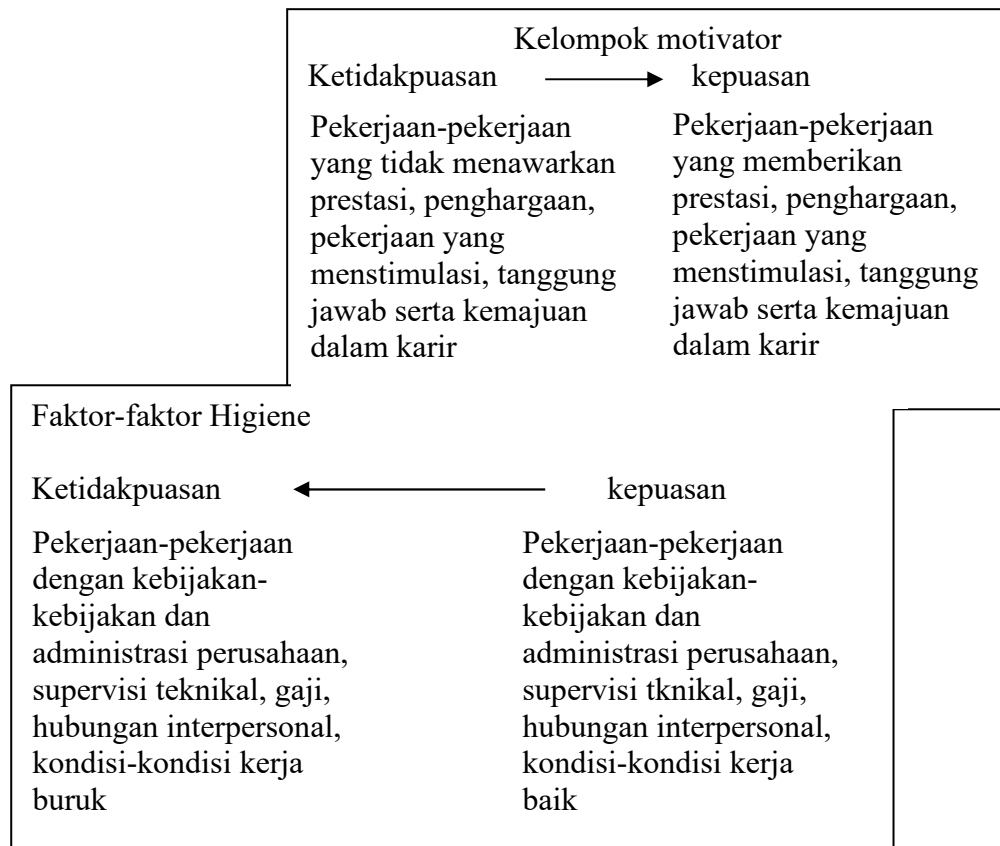 Kelompok motivator
Ketidakpuasan kepuasan
Pekerjaan-pekerjaan
yang tidak menawarkan
prestasi, penghargaan,
pekerjaan yang
menstimulasi, tanggung
jawab serta kemajuan
dalam karir
Pekerjaan-pekerjaan
yang memberikan
prestasi, penghargaan,
pekerjaan yang
menstimulasi, tanggung
jawab serta kemajuan
dalam karir
Faktor-faktor Higiene
Ketidakpuasan kepuasan
Pekerjaan-pekerjaan
dengan kebijakan-
kebijakan dan
administrasi perusahaan,
supervisi teknikal, gaji,
hubungan interpersonal,
kondisi-kondisi kerja
buruk
Pekerjaan-pekerjaan
dengan kebijakan-
kebijakan dan
administrasi perusahaan,
supervisi tknikal, gaji,
hubungan interpersonal,
kondisi-kondisi kerja
baik